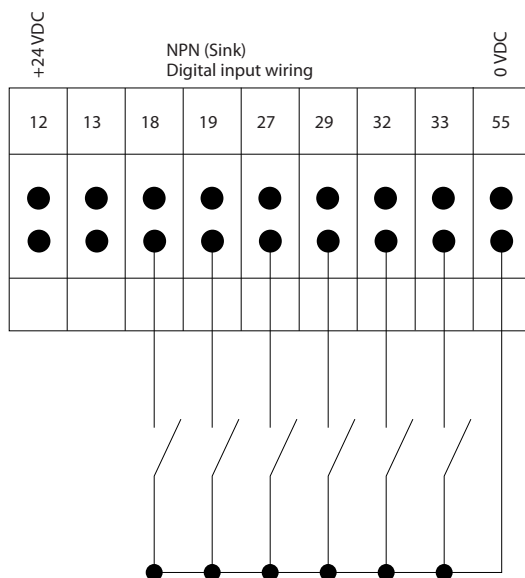 +24 VDC
NPN (Sink)
Digital input wiring
0 VDC
12 13 18 19 27 29 32 33 55